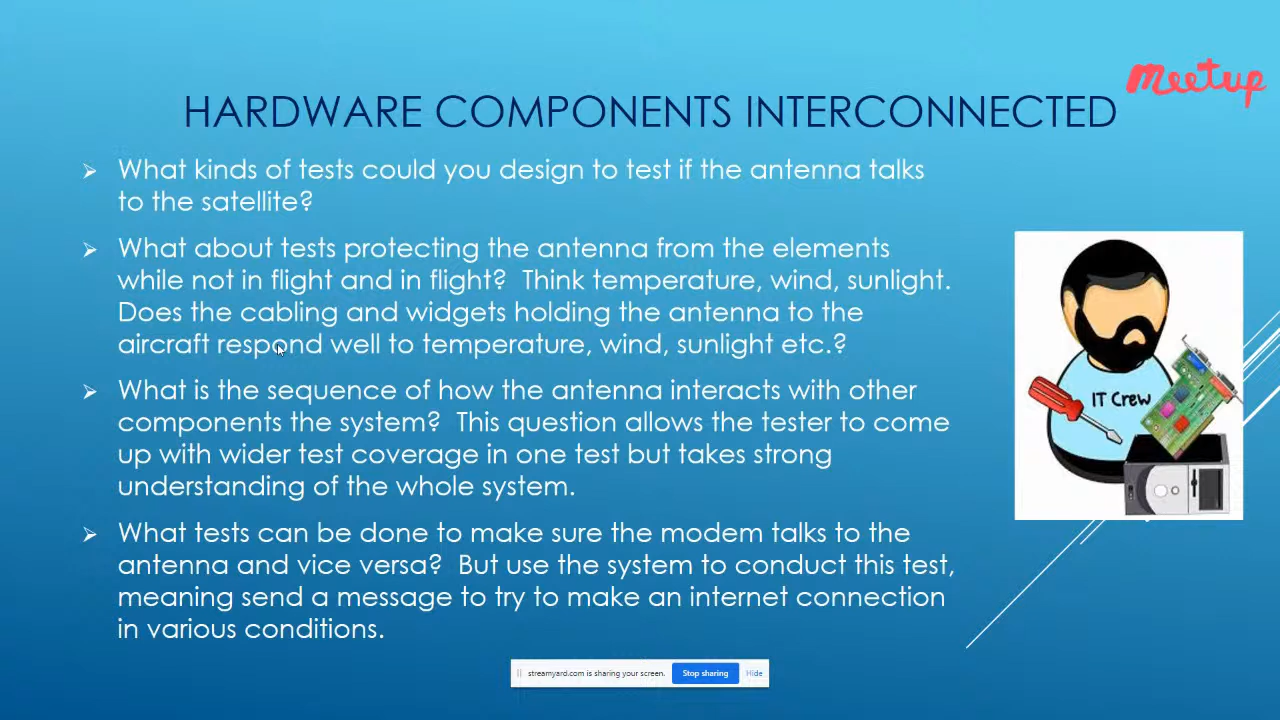 meetup
HARDWARE COMPONENTS INTERCONNECTED
What kinds of tests could you design to test if the antenna talks
to the satellite?
What about tests protecting the antenna from the elements
while not in flight and in flight? Think temperature, wind, sunlight.
Does the cabling and widgets holding the antenna to the
aircraft respond well to temperature, wind, sunlight etc.?
What is the sequence of how the antenna interacts with other
components the system? This question allows the tester to come
up with wider test coverage in one test but takes strong
understanding of the whole system.
What tests can be done to make sure the modem talks to the
antenna and vice versa? But use the system to conduct this test,
meaning send a message to try to make an internet connection
in various conditions.
IT Crew
streamyard.com is sharing your screen. Stop sharing Hide